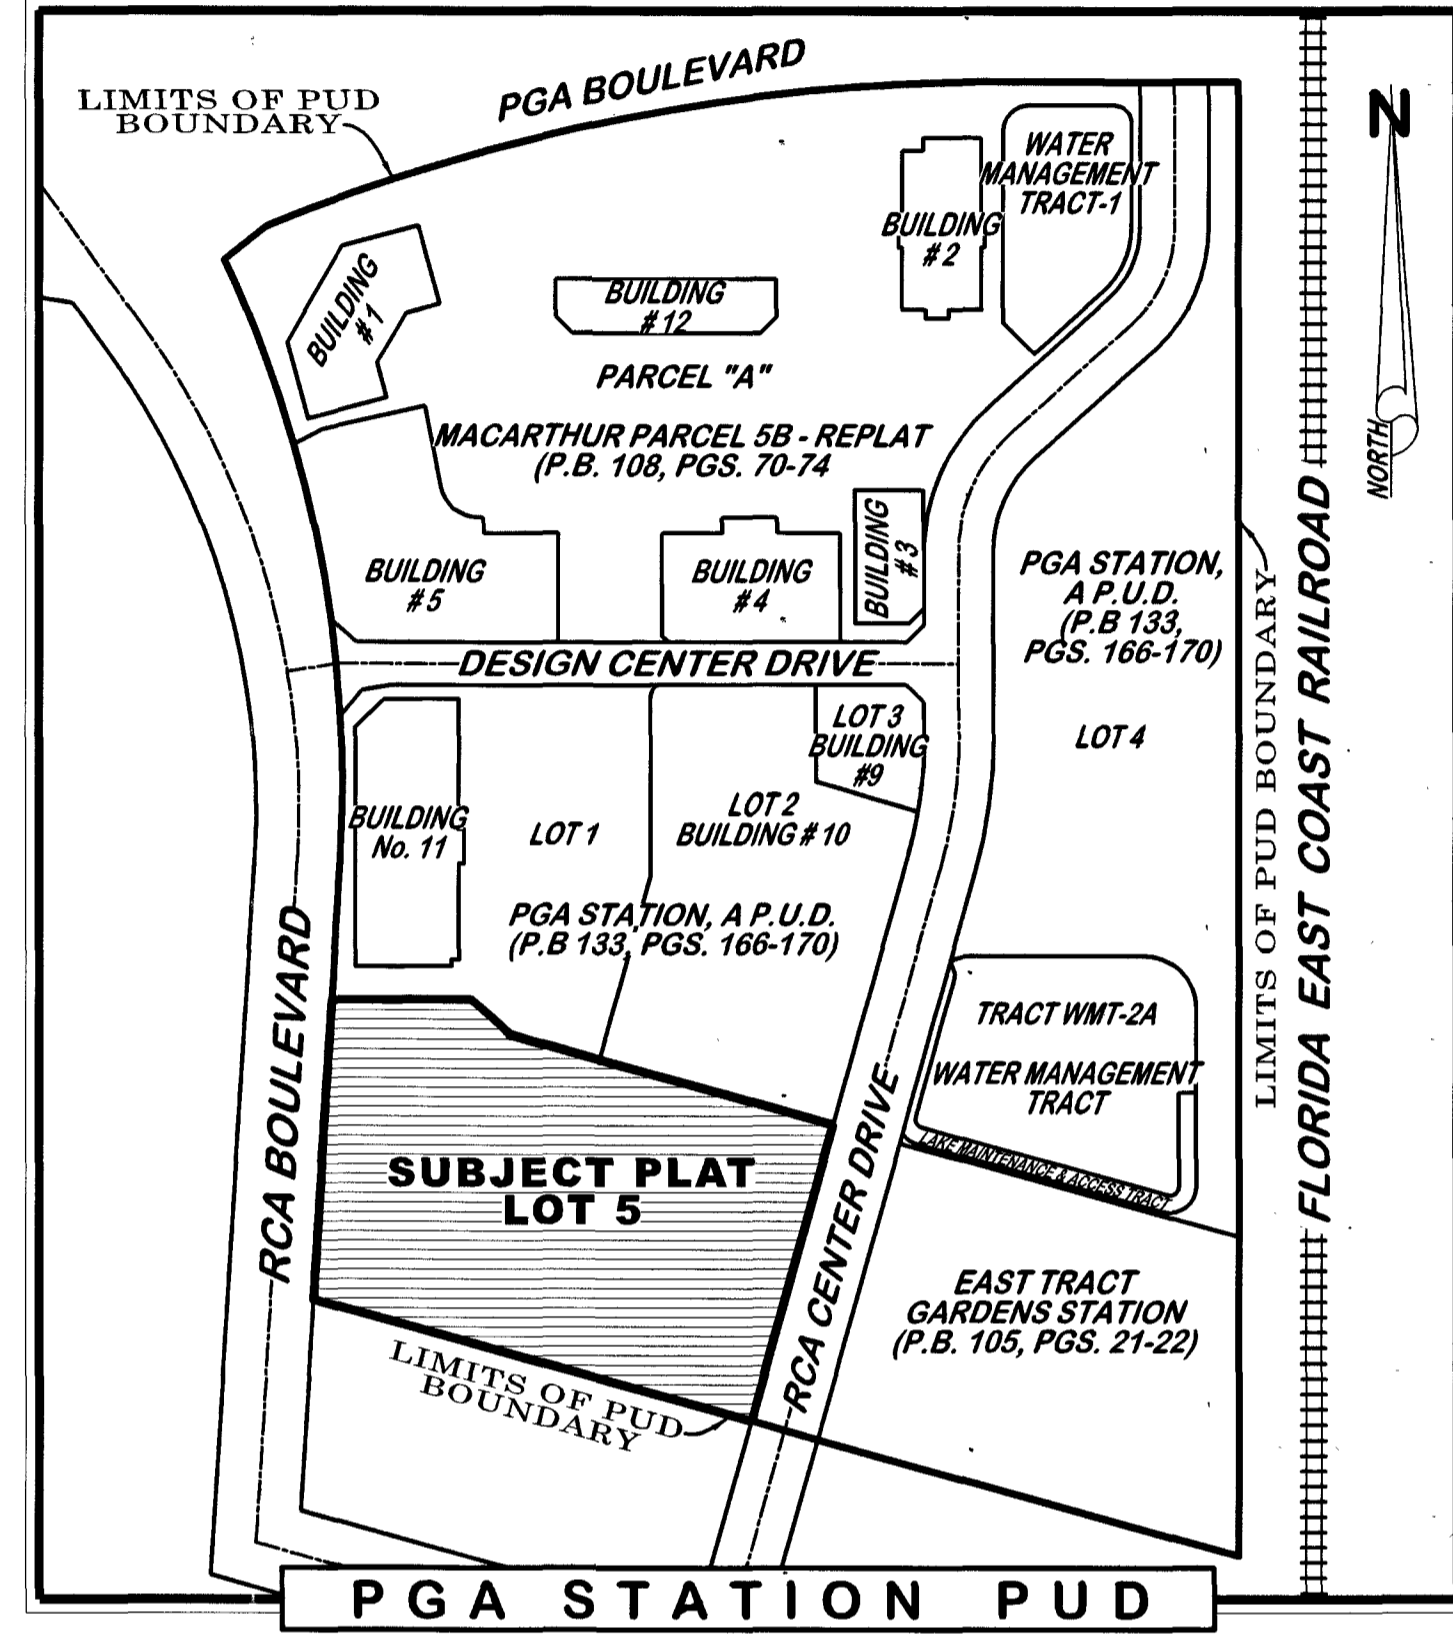 PGA BOULEVARD
LIMITS OF PUD
BOUNDARY
N
NORTH
WATER
MANAGEMENT
TRACT-1
BUILDING
#2
BUILDING
#1
BUILDING
#12
PARCEL "A"
MACARTHUR PARCEL 5B - REPLAT
(P.B. 108, PGS. 70-74
BUILDING
#3
BUILDING
#5
BUILDING
#4
PGA STATION,
A P.U.D.
(P.B 133,
PGS. 166-170)
LOT 4
LIMITS OF PUD BOUNDARY
FLORIDA EAST COAST RAILROAD
DESIGN CENTER DRIVE
LOT 3
BUILDING
#9
BUILDING
No. 11
LOT 1
LOT 2
BUILDING # 10
PGA STATION, A P.U.D.
(P.B 133, PGS. 166-170)
RCA BOULEVARD
TRACT WMT-2A
WATER MANAGEMENT
TRACT
LAKE MAINTENANCE & ACCESS TRACT
SUBJECT PLAT
LOT 5
RCA CENTER DRIVE
EAST TRACT
GARDENS STATION
(P.B. 105, PGS. 21-22)
LIMITS OF PUD
BOUNDARY
PGA STATION PUD